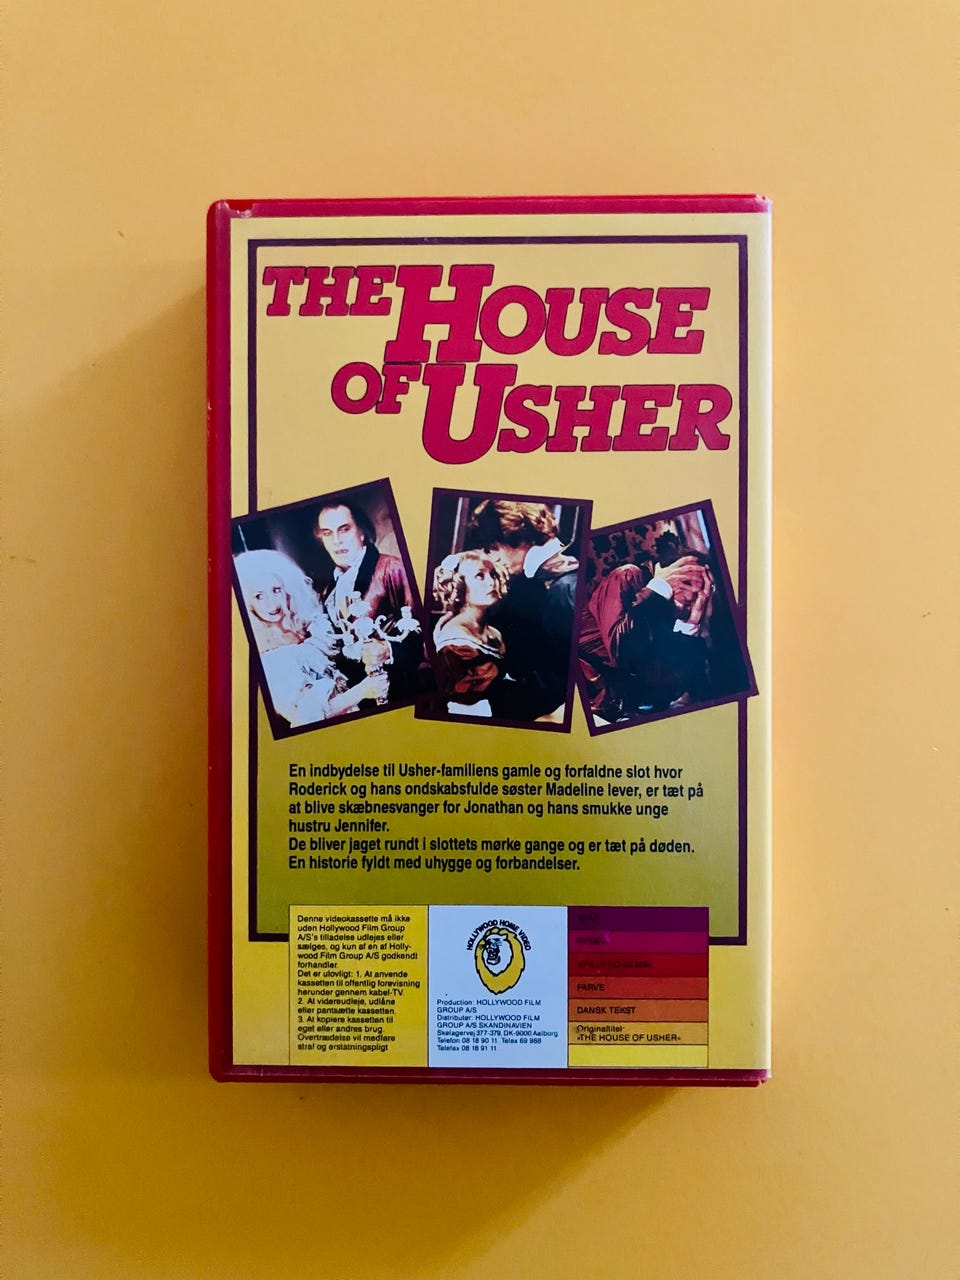 THE HOUSE
OF USHER
En indbydelse til Usher-familiens gamle og forfaldne slot hvor
Roderick og hans ondskabsfulde søster Madeline lever, er tæt på
at blive skæbnesvanger for Jonathan og hans smukke unge
hustru Jennifer.
De bliver jaget rundt i slottets mørke gange og er tæt på døden.
En historie fyldt med uhygge og forbandelser.
Denne videokassette må ikke
uden Hollywood Film Group
A/S's tilladelse udlejes eller
sælges, og kun af en af Holly-
wood Film Group A/S godkendt
forhandler.
Det er ulovligt: 1. At anvende
kassetten til offentlig forevisning
herunder gennem kabel-TV.
2. At videreudleje, udlåne
eller pantsætte kassetten.
3. At kopiere kassetten til
eget eller andres brug.
Overtrædelse vil medføre
straf og erstatningspligt
HOLLYWOOD HOME VIDEO
Production: HOLLYWOOD FILM
GROUP A/S
Distributør: HOLLYWOOD FILM
GROUP A/S SKANDINAVIEN
Skelagervej 377-379, DK-9000 Aalborg
Telefon 08 18 90 11. Telex 69 988
Telefax 08 18 91 11
GYSER
SPILLETID 90 MIN
FARVE
DANSK TEKST
Originaltitel:
»THE HOUSE OF USHER«